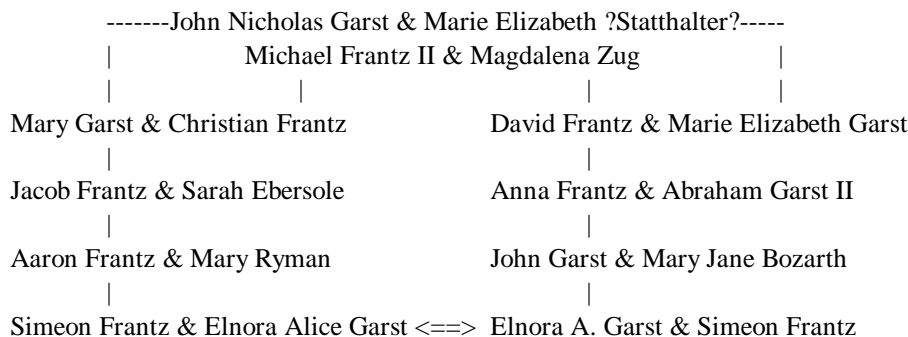 -------John Nicholas Garst & Marie Elizabeth ?Statthalter?-----
| Michael Frantz II & Magdalena Zug |
| | | |
Mary Garst & Christian Frantz David Frantz & Marie Elizabeth Garst
| |
Jacob Frantz & Sarah Ebersole Anna Frantz & Abraham Garst II
| |
Aaron Frantz & Mary Ryman John Garst & Mary Jane Bozarth
| |
Simeon Frantz & Elnora Alice Garst <==> Elnora A. Garst & Simeon Frantz